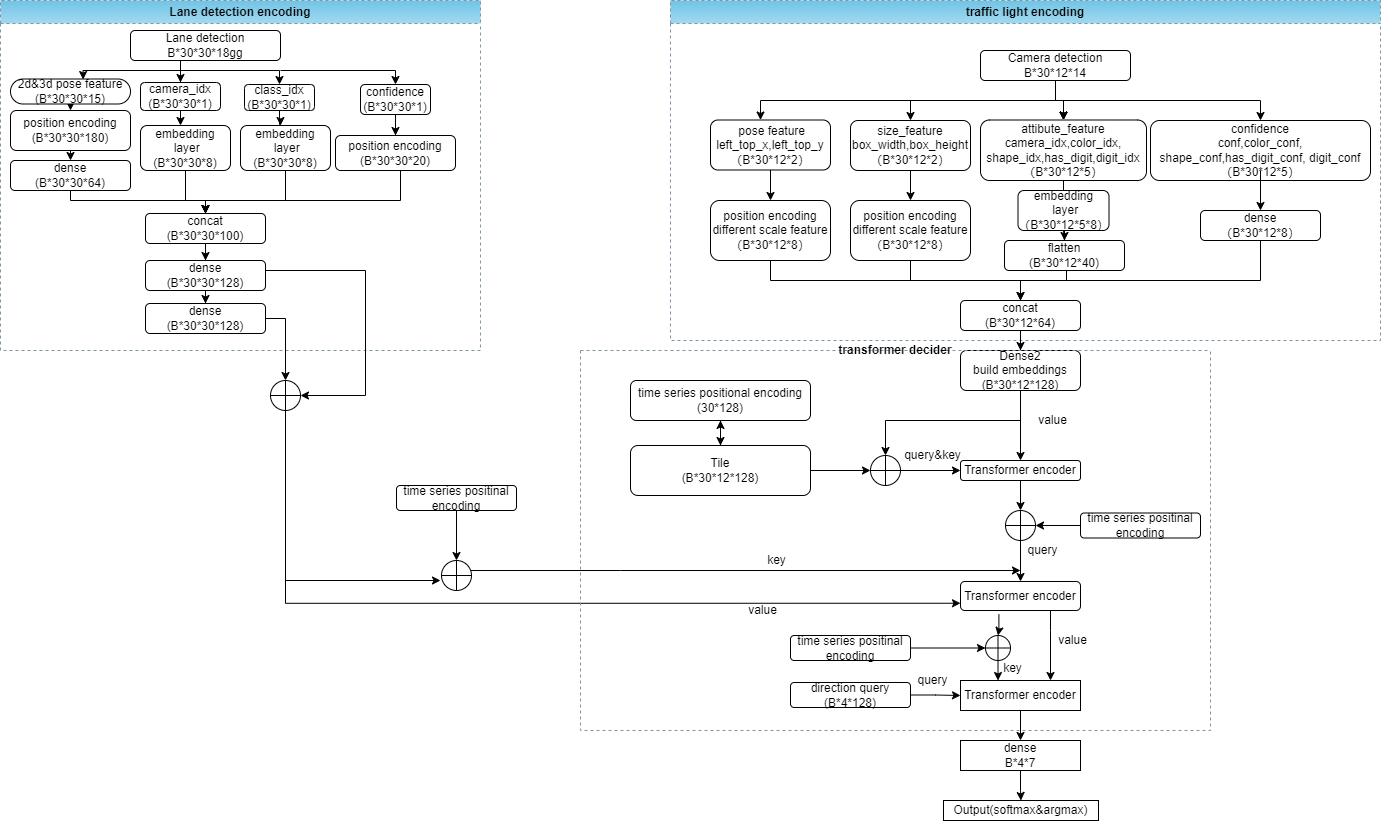 Lane detection encoding
Lane detection
B*30*30*18gg
2d&3d pose feature
(B*30*30*15)
camera_idx
(B*30*30*1)
class_idx
(B*30*30*1)
confidence
(B*30*30*1)
position encoding
(B*30*30*180)
embedding
layer
(B*30*30*8)
embedding
layer
(B*30*30*8)
position encoding
(B*30*30*20)
dense
(B*30*30*64)
concat
(B*30*30*100)
dense
(B*30*30*128)
dense
(B*30*30*128)
traffic light encoding
Camera detection
B*30*12*14
pose feature
left_top_x,left_top_y
(B*30*12*2)
size_feature
box_width,box_height
(B*30*12*2)
attibute_feature
camera_idx,color_idx,
shape_idx,has_digit,digit_idx
(B*30*12*5)
confidence
conf,color_conf,
shape_conf,has_digit_conf, digit_conf
(B*30*12*5)
position encoding
different scale feature
(B*30*12*8)
position encoding
different scale feature
(B*30*12*8)
embedding
layer
(B*30*12*5*8)
flatten
(B*30*12*40)
dense
(B*30*12*8)
concat
(B*30*12*64)
transformer decider
Dense2
build embeddings
(B*30*12*128)
time series positional encoding
(30*128)
Tile
(B*30*12*128)
value
query&key
Transformer encoder
time series positinal
encoding
query
time series positinal
encoding
key
value
Transformer encoder
time series positinal
encoding
key
value
direction query
(B*4*128)
query
Transformer encoder
dense
B*4*7
Output(softmax&argmax)